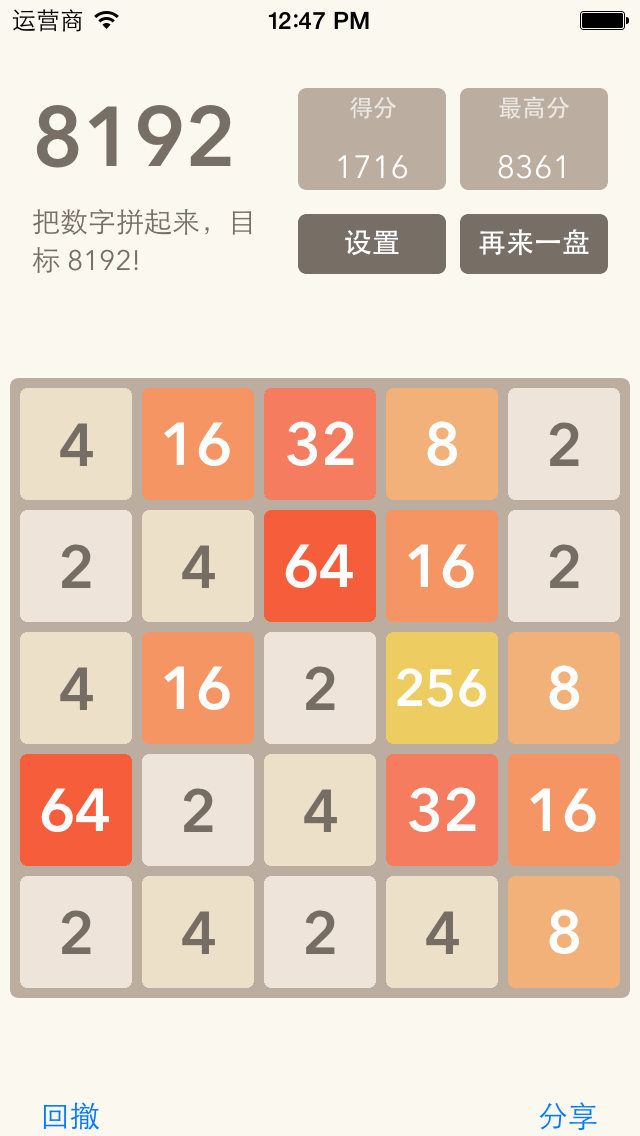 运营商 12:47 PM
8192
得分
1716
最高分
8361
把数字拼起来，目
标 8192!
设置
再来一盘
4 16 32 8 2
2 4 64 16 2
4 16 2 256 8
64 2 4 32 16
2 4 2 4 8
回撤
分享